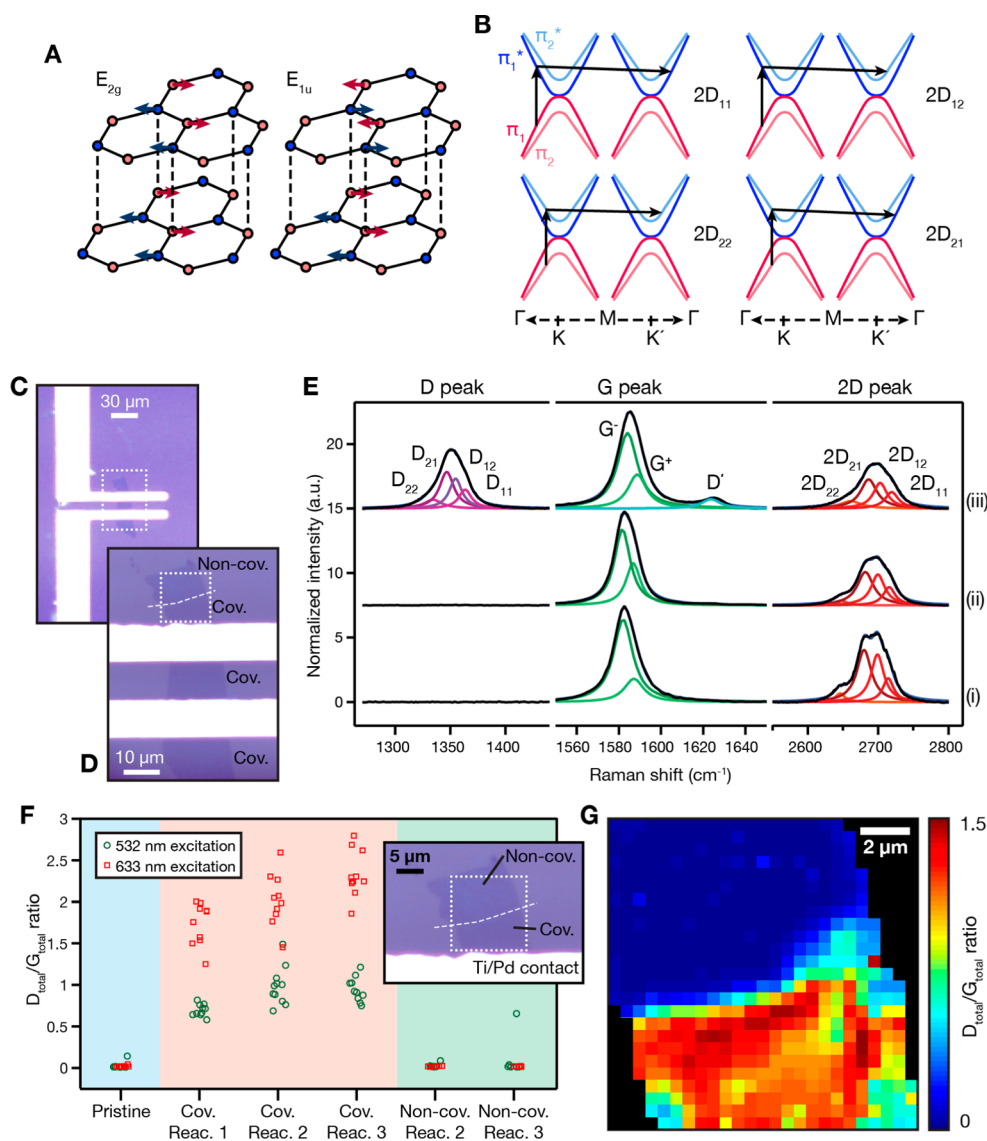 A
E2g
E1u
B
π2*
π1*
π1
π2
2D11
2D12
2D22
2D21
Γ K M K´ Γ
Γ K M K´ Γ
C
30 µm
D
Non-cov.
Cov.
Cov.
Cov.
10 µm
E
D peak
G peak
2D peak
Normalized intensity (a.u.)
20
15
10
5
0
D22
D21
D12
D11
G-
G+
D′
2D22
2D21
2D12
2D11
(iii)
(ii)
(i)
1300
1350
1400
1560
1580
1600
1620
1640
2600
2650
2700
2750
2800
Raman shift (cm-1)
F
Dtotal/Gtotal ratio
3
2.5
2
1.5
1
0.5
0
532 nm excitation
633 nm excitation
5 µm
Non-cov.
Cov.
Ti/Pd contact
Pristine
Cov.
Reac. 1
Cov.
Reac. 2
Cov.
Reac. 3
Non-cov.
Reac. 2
Non-cov.
Reac. 3
G
2 µm
1.5
0
Dtotal/Gtotal ratio